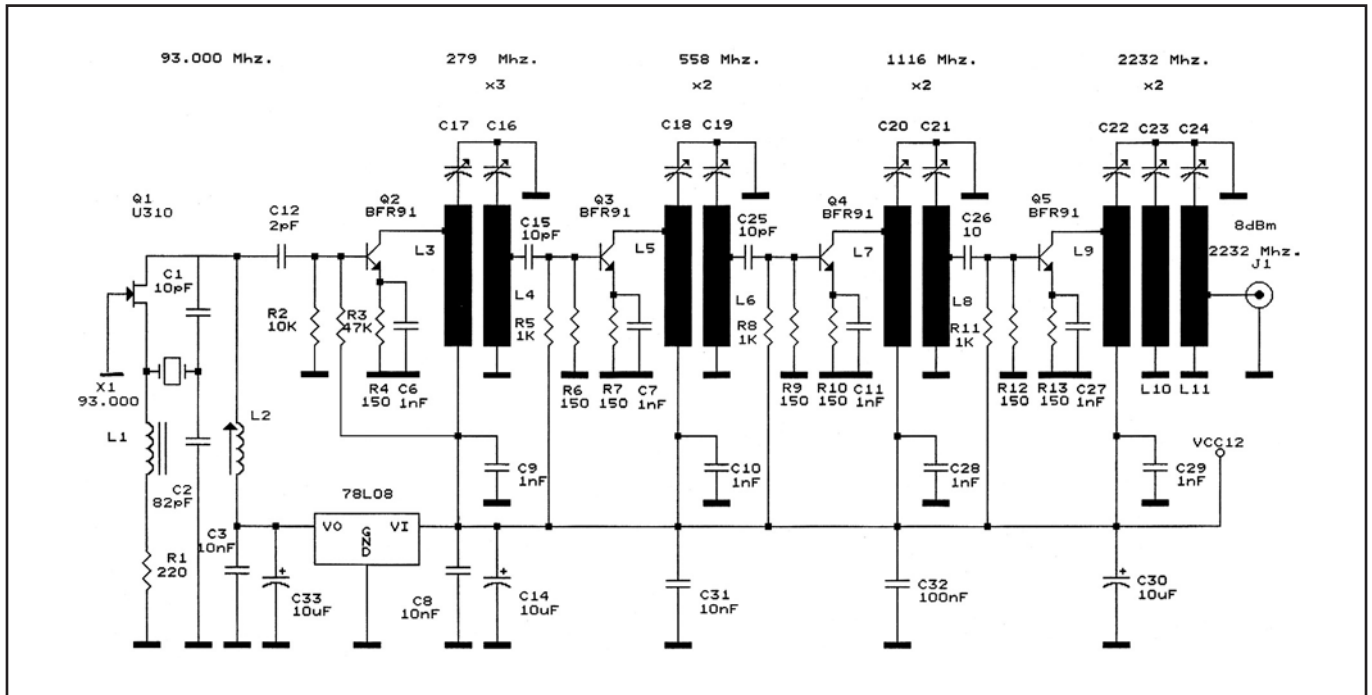 93.000 Mhz.
279 Mhz.
558 Mhz.
1116 Mhz.
2232 Mhz.
x3
x2
x2
x2
C17
C16
C18
C19
C20
C21
C22
C23
C24
Q1
U310
C12
2pF
Q2
BFR91
L3
C15
10pF
Q3
BFR91
L5
C25
10pF
Q4
BFR91
L7
C26
10
Q5
BFR91
L9
8dBm
2232 Mhz.
J1
C1
10pF
R2
10K
R3
47K
L4
R5
1K
L6
R8
1K
L8
R11
1K
X1
93.000
R4
150
C6
1nF
R6
150
R7
150
C7
1nF
R9
150
R10
150
C11
1nF
R12
150
R13
150
C27
1nF
L10
L11
L1
L2
C2
82pF
C9
1nF
C10
1nF
C28
1nF
C29
1nF
VCC12
78L08
VO
GND
VI
C3
10nF
R1
220
C33
10uF
C8
10nF
C14
10uF
C31
10nF
C32
100nF
C30
10uF
+
+
+